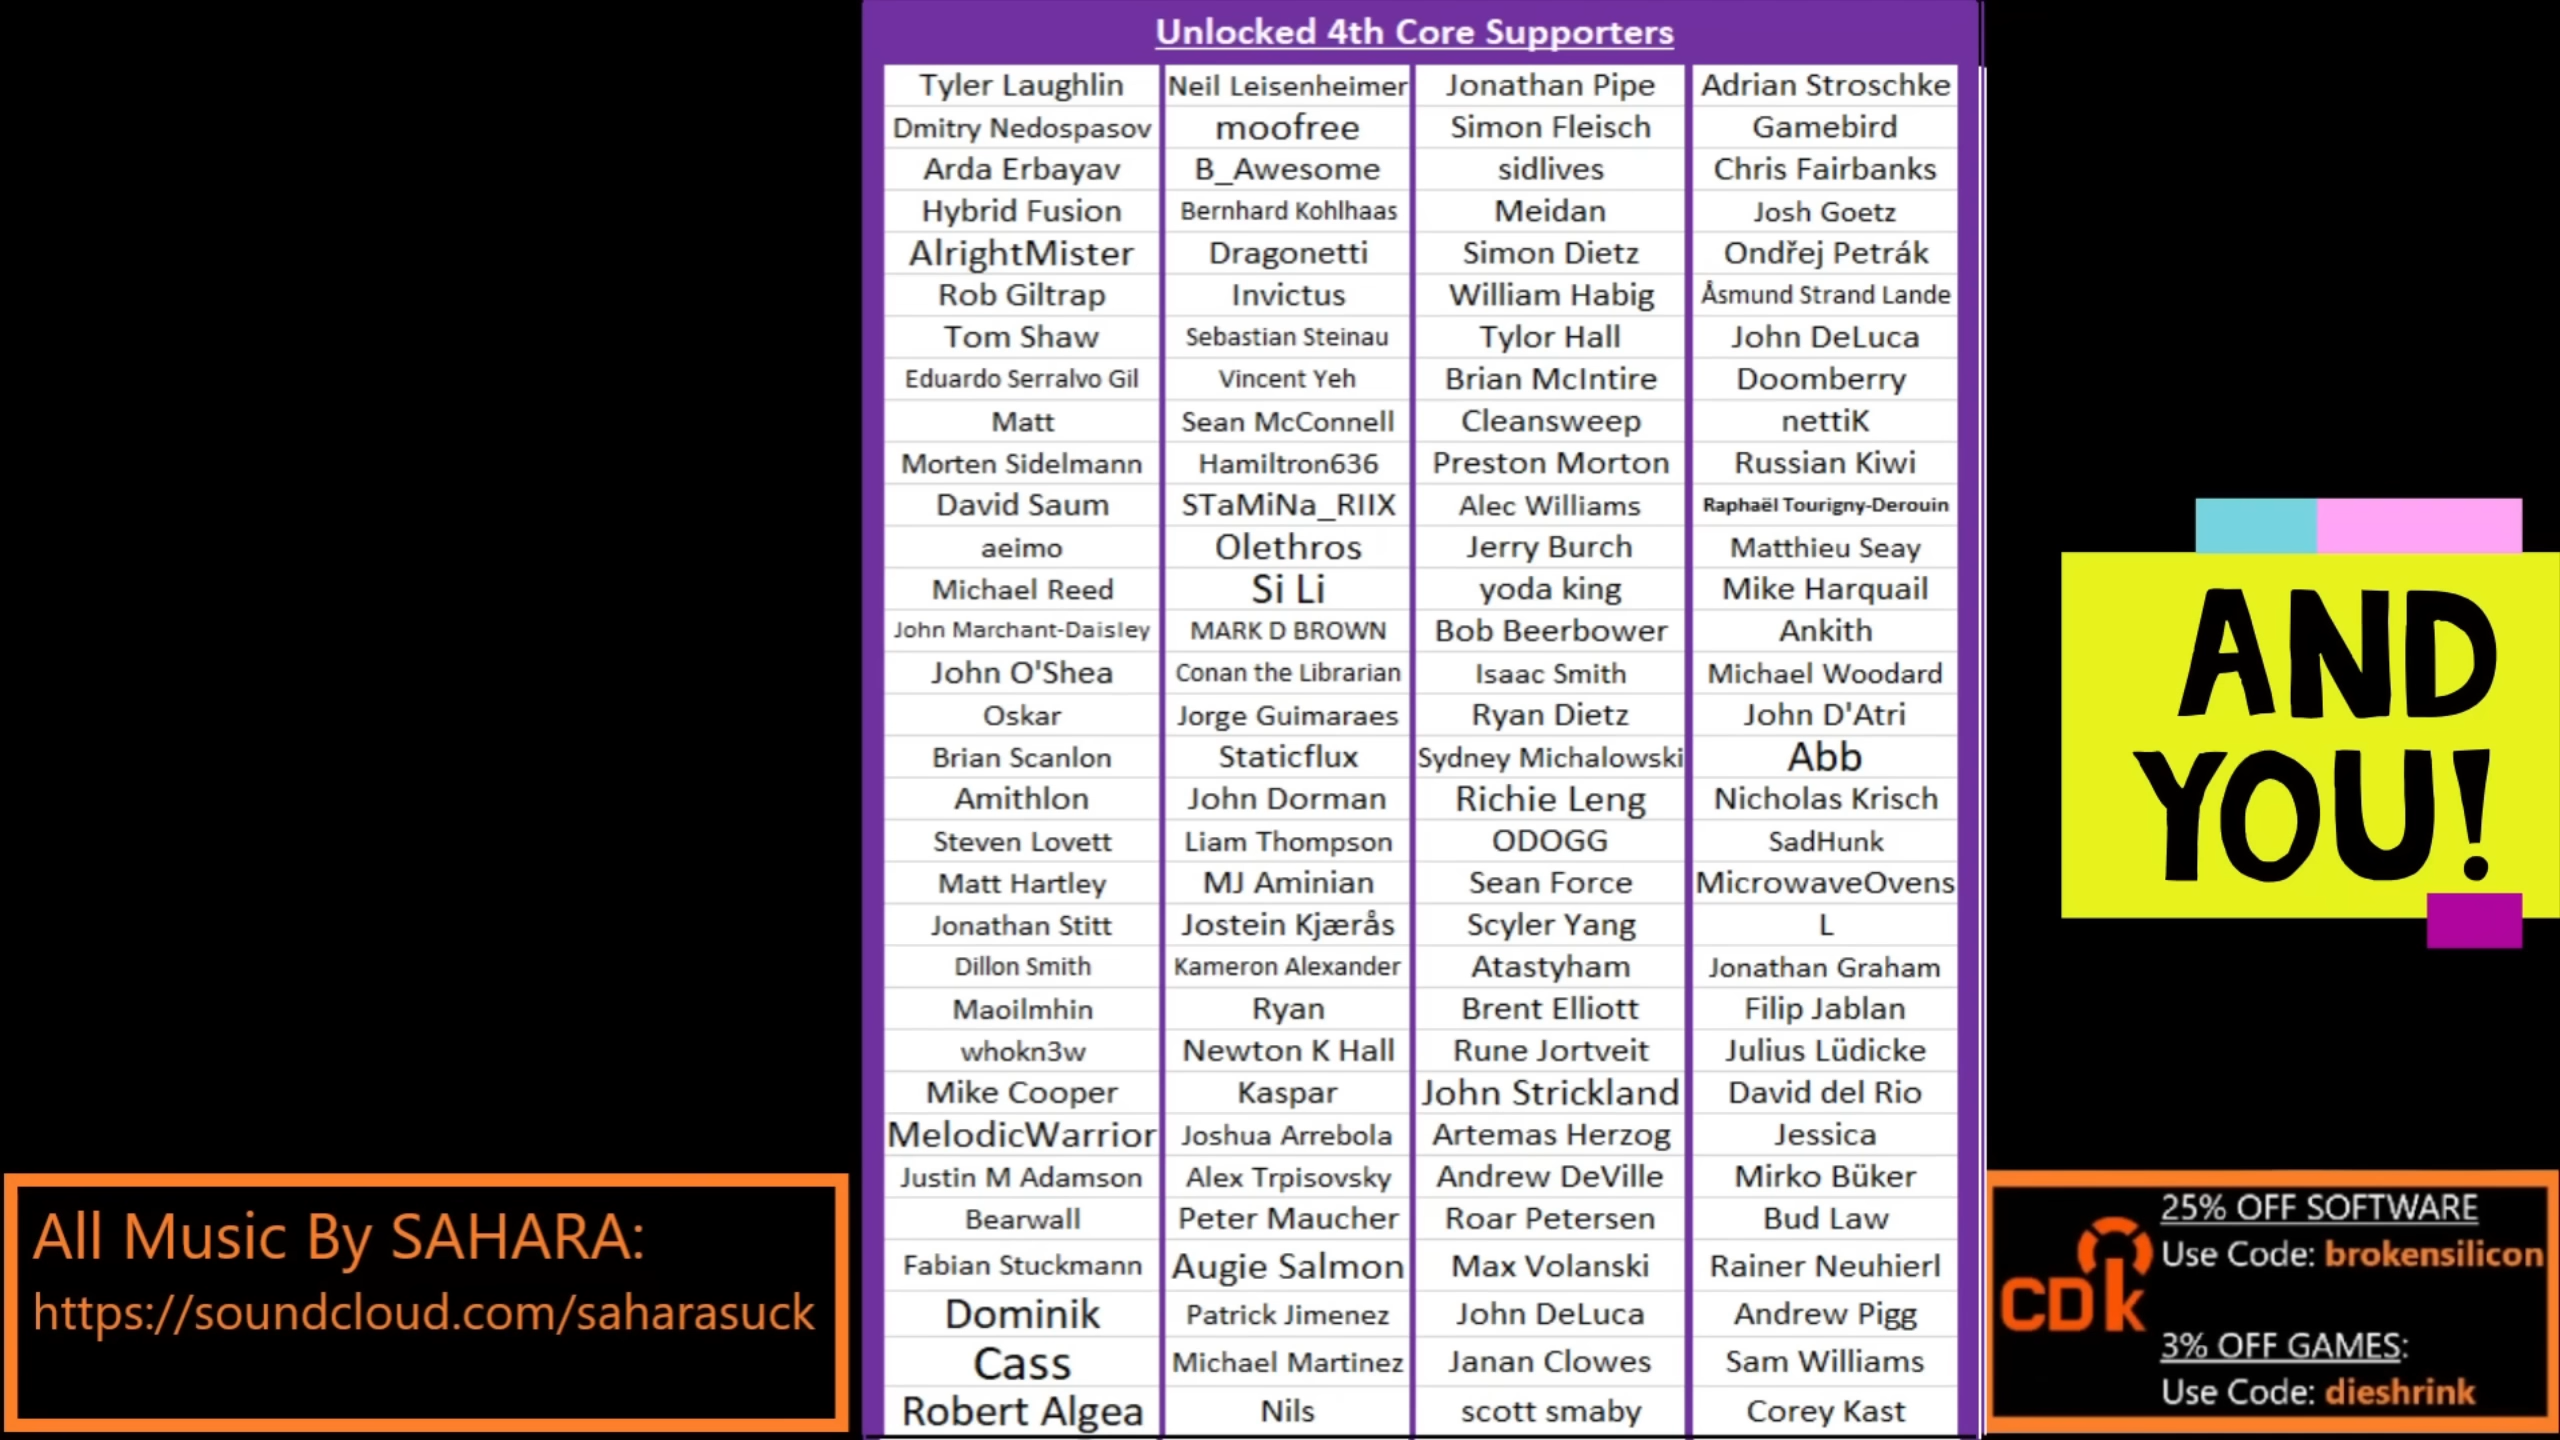 Unlocked 4th Core Supporters
Tyler Laughlin Neil Leisenheimer Jonathan Pipe Adrian Stroschke
Dmitry Nedospasov moofree Simon Fleisch Gamebird
Arda Erbayav B_Awesome sidlives Chris Fairbanks
Hybrid Fusion Bernhard Kohlhaas Meidan Josh Goetz
AlrightMister Dragonetti Simon Dietz Ondřej Petrák
Rob Giltrap Invictus William Habig Åsmund Strand Lande
Tom Shaw Sebastian Steinau Tylor Hall John DeLuca
Eduardo Serralvo Gil Vincent Yeh Brian McIntire Doomberry
Matt Sean McConnell Cleansweep nettiK
Morten Sidelmann Hamiltron636 Preston Morton Russian Kiwi
David Saum STaMiNa_RIIX Alec Williams Raphaël Tourigny-Derouin
aeimo Olethros Jerry Burch Matthieu Seay
Michael Reed Si Li yoda king Mike Harquail
John Marchant-Daisley MARK D BROWN Bob Beerbower Ankith
John O'Shea Conan the Librarian Isaac Smith Michael Woodard
Oskar Jorge Guimaraes Ryan Dietz John D'Atri
Brian Scanlon Staticflux Sydney Michalowski Abb
Amithlon John Dorman Richie Leng Nicholas Krisch
Steven Lovett Liam Thompson ODOGG SadHunk
Matt Hartley MJ Aminian Sean Force MicrowaveOvens
Jonathan Stitt Jostein Kjærås Scyler Yang L
Dillon Smith Kameron Alexander Atastyham Jonathan Graham
Maoilmhin Ryan Brent Elliott Filip Jablan
whokn3w Newton K Hall Rune Jortveit Julius Lüdicke
Mike Cooper Kaspar John Strickland David del Rio
MelodicWarrior Joshua Arrebola Artemas Herzog Jessica
Justin M Adamson Alex Trpisovsky Andrew DeVille Mirko Büker
Bearwall Peter Maucher Roar Petersen Bud Law
Fabian Stuckmann Augie Salmon Max Volanski Rainer Neuhierl
Dominik Patrick Jimenez John DeLuca Andrew Pigg
Cass Michael Martinez Janan Clowes Sam Williams
Robert Algea Nils scott smaby Corey Kast
AND
YOU!
All Music By SAHARA:
https://soundcloud.com/saharasuck
CDk
25% OFF SOFTWARE
Use Code: brokensilicon
3% OFF GAMES:
Use Code: dieshrink